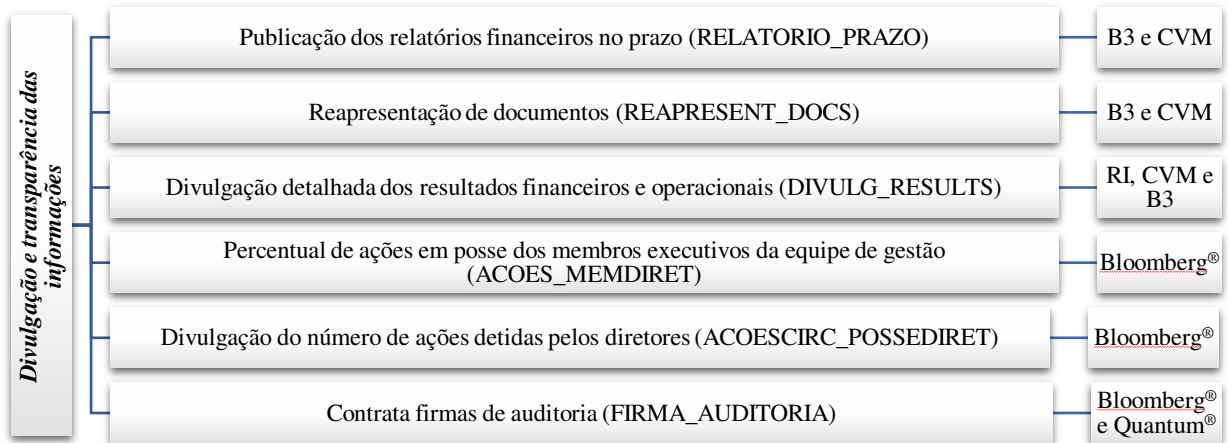 Divulgação e transparência das
informações
Publicação dos relatórios financeiros no prazo (RELATORIO_PRAZO)
B3 e CVM
Reapresentação de documentos (REAPRESENT_DOCS)
B3 e CVM
Divulgação detalhada dos resultados financeiros e operacionais (DIVULG_RESULTS)
RI, CVM e
B3
Percentual de ações em posse dos membros executivos da equipe de gestão
(ACOES_MEMDIRET)
Bloomberg®
Divulgação do número de ações detidas pelos diretores (ACOESCIRC_POSSEDIRET)
Bloomberg®
Contrata firmas de auditoria (FIRMA_AUDITORIA)
Bloomberg®
e Quantum®